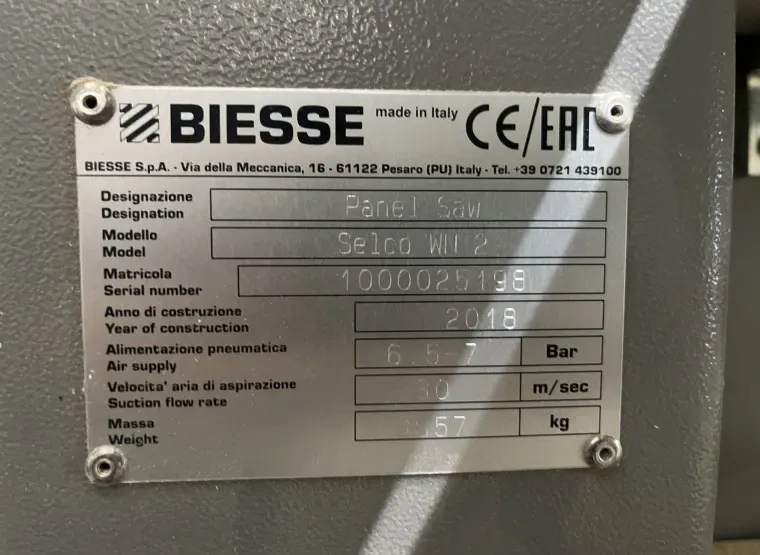 BIESSE made in Italy CE/EAC
BIESSE S.p.A. - Via della Meccanica, 16 - 61122 Pesaro (PU) Italy - Tel. +39 0721 439100
Designazione
Designation
Panel Saw
Modello
Model
Selco WN 2
Matricola
Serial number
1000025198
Anno di costruzione
Year of construction
2018
Alimentazione pneumatica
Air supply
6.5-7 Bar
Velocita' aria di aspirazione
Suction flow rate
m/sec
Massa
Weight
kg